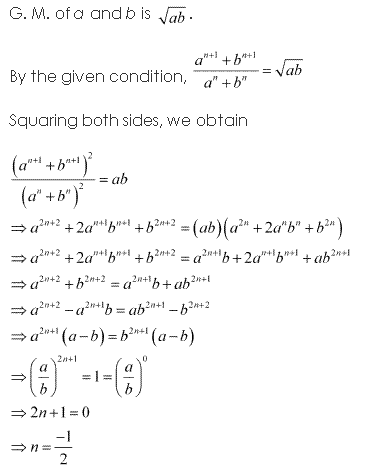 G. M. of a and b is √ab .
By the given condition, (a^{n+1} + b^{n+1})/(a^n + b^n) = √ab
Squaring both sides, we obtain
(a^{n+1} + b^{n+1})^2/(a^n + b^n)^2 = ab
⇒ a^{2n+2} + 2a^{n+1}b^{n+1} + b^{2n+2} = (ab)(a^{2n} + 2a^nb^n + b^{2n})
⇒ a^{2n+2} + 2a^{n+1}b^{n+1} + b^{2n+2} = a^{2n+1}b + 2a^{n+1}b^{n+1} + ab^{2n+1}
⇒ a^{2n+2} + b^{2n+2} = a^{2n+1}b + ab^{2n+1}
⇒ a^{2n+2} − a^{2n+1}b = ab^{2n+1} − b^{2n+2}
⇒ a^{2n+1}(a − b) = b^{2n+1}(a − b)
⇒ (a/b)^{2n+1} = 1 = (a/b)^0
⇒ 2n + 1 = 0
⇒ n = −1/2